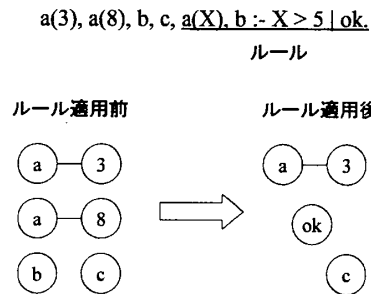 a(3), a(8), b, c, a(X), b :- X > 5 | ok.
ルール
ルール適用前
ルール適用後
a 3 a 3
a 8 ok
b c c